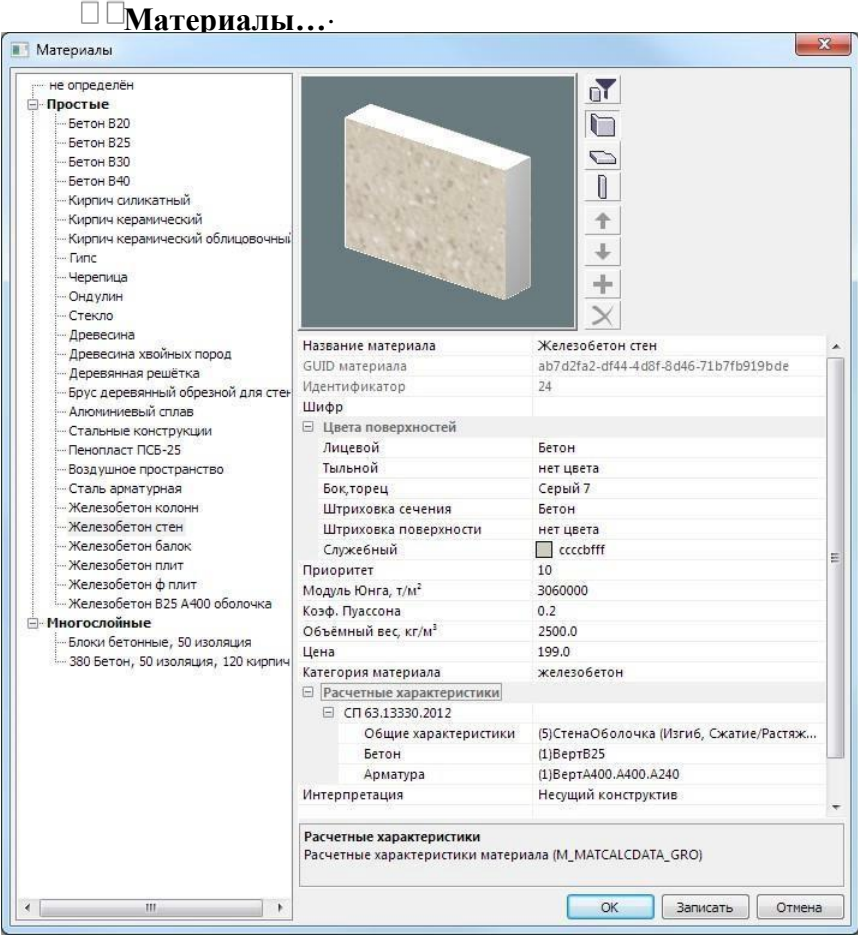 Материалы…·
Материалы
не определён
Простые
Бетон В20
Бетон В25
Бетон В30
Бетон В40
Кирпич силикатный
Кирпич керамический
Кирпич керамический облицовочный
Гипс
Черепица
Ондулин
Стекло
Древесина
Древесина хвойных пород
Деревянная решётка
Брус деревянный обрезной для стен
Алюминиевый сплав
Стальные конструкции
Пенопласт ПСБ-25
Воздушное пространство
Сталь арматурная
Железобетон колонн
Железобетон стен
Железобетон балок
Железобетон плит
Железобетон ф плит
Железобетон В25 А400 оболочка
Многослойные
Блоки бетонные, 50 изоляция
380 Бетон, 50 изоляция, 120 кирпич
Название материала Железобетон стен
GUID материала ab7d2fa2-df44-4d8f-8d46-71b7fb919bde
Идентификатор 24
Шифр
Цвета поверхностей
Лицевой Бетон
Тыльной нет цвета
Бок,торец Серый 7
Штриховка сечения Бетон
Штриховка поверхности нет цвета
Служебный ccccbfff
Приоритет 10
Модуль Юнга, т/м² 3060000
Коэф. Пуассона 0.2
Объёмный вес, кг/м³ 2500.0
Цена 199.0
Категория материала железобетон
Расчетные характеристики
СП 63.13330.2012
Общие характеристики (5)СтенаОболочка (Изгиб, Сжатие/Растяж...
Бетон (1)ВертВ25
Арматура (1)ВертА400.А400.А240
Интерпретация Несущий конструктив
Расчетные характеристики
Расчетные характеристики материала (M_MATCALCDATA_GRO)
ОК Записать Отмена